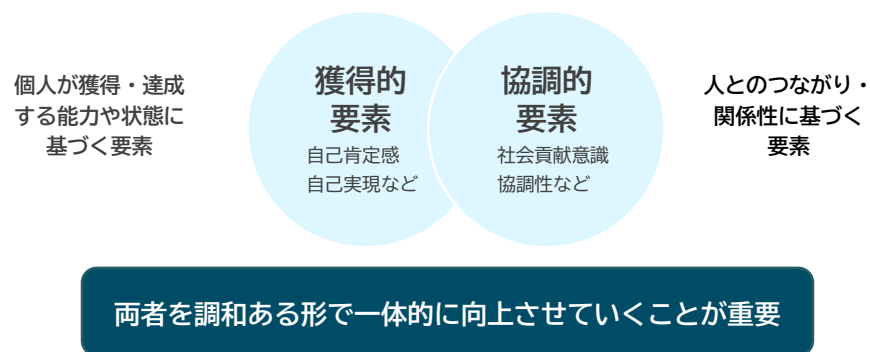 個人が獲得・達成
する能力や状態に
基づく要素
獲得的
要素
自己肯定感
自己実現など
協調的
要素
社会貢献意識
協調性など
人とのつながり・
関係性に基づく
要素
両者を調和ある形で一体的に向上させていくことが重要